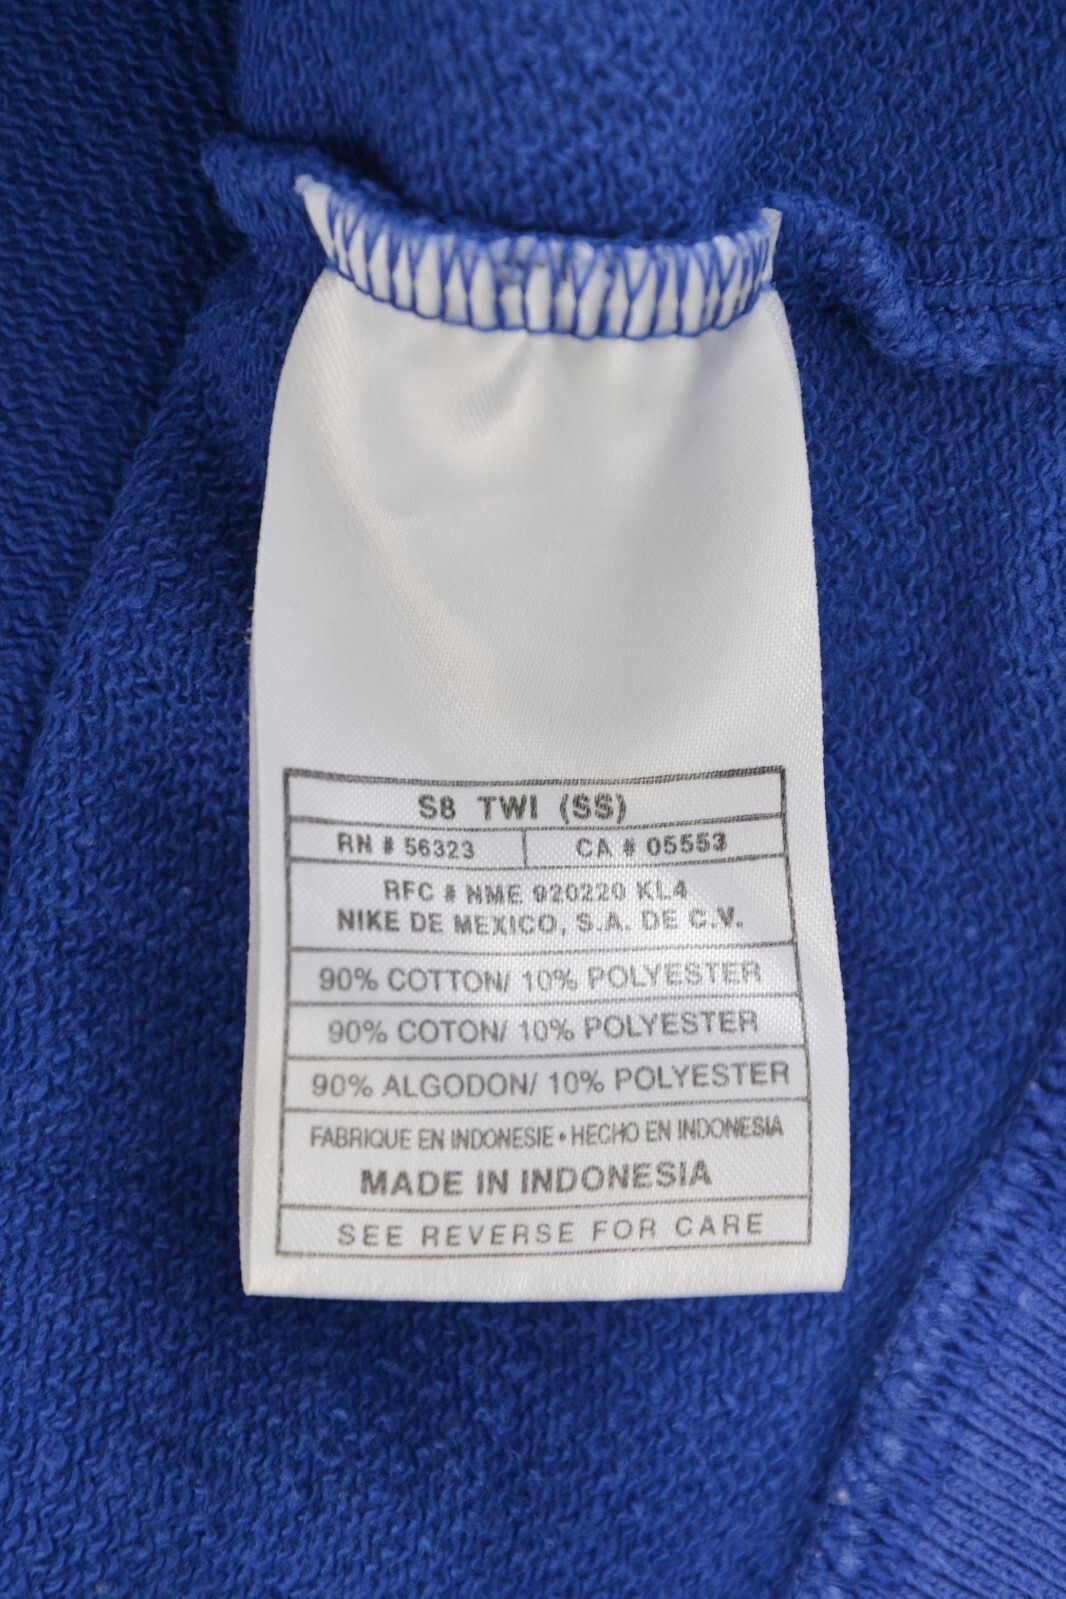 S8 TWI (SS)
RN # 56323 CA # 05553
RFC # NME 920220 KL4
NIKE DE MEXICO, S.A. DE C.V.
90% COTTON/ 10% POLYESTER
90% COTON/ 10% POLYESTER
90% ALGODON/ 10% POLYESTER
FABRIQUE EN INDONESIE • HECHO EN INDONESIA
MADE IN INDONESIA
SEE REVERSE FOR CARE